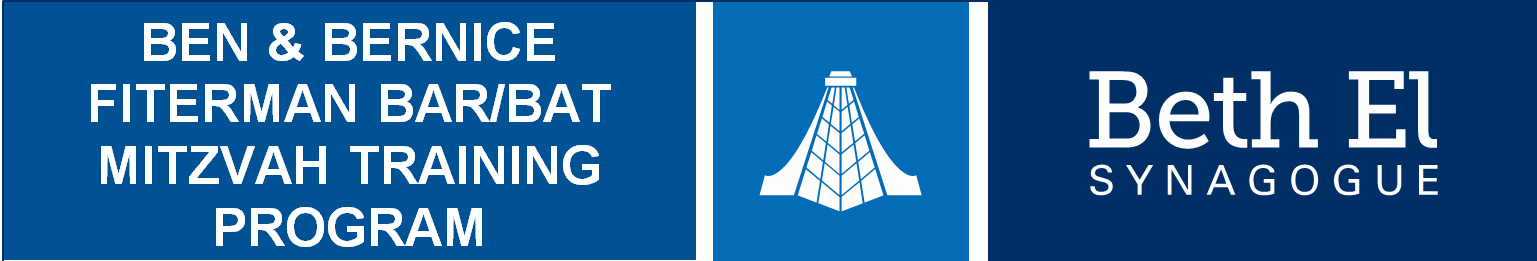 BEN & BERNICE
FITERMAN BAR/BAT
MITZVAH TRAINING
PROGRAM
Beth El
SYNAGOGUE